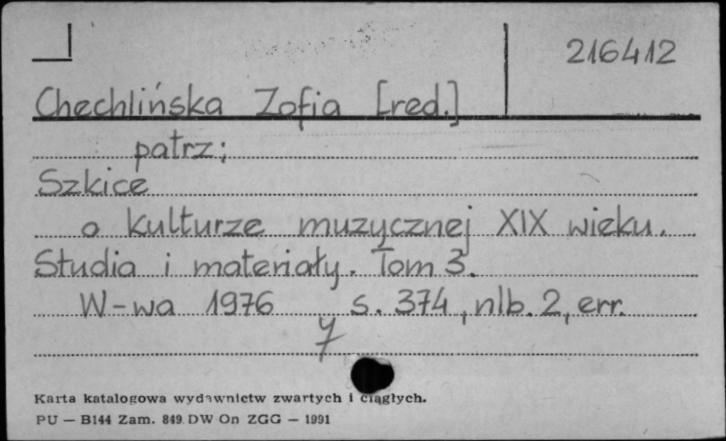 216412
Chechlińska Zofia [red.]
patrz:
Szkice
o kulturze muzycznej XIX wieku.
Studia i materiały. Tom 3.
W-wa 1976 s. 374, nlb. 2, err.
y
Karta katalogowa wydawnictw zwartych i ciągłych.
PU — B144 Zam. 849 DW On ZGG — 1991